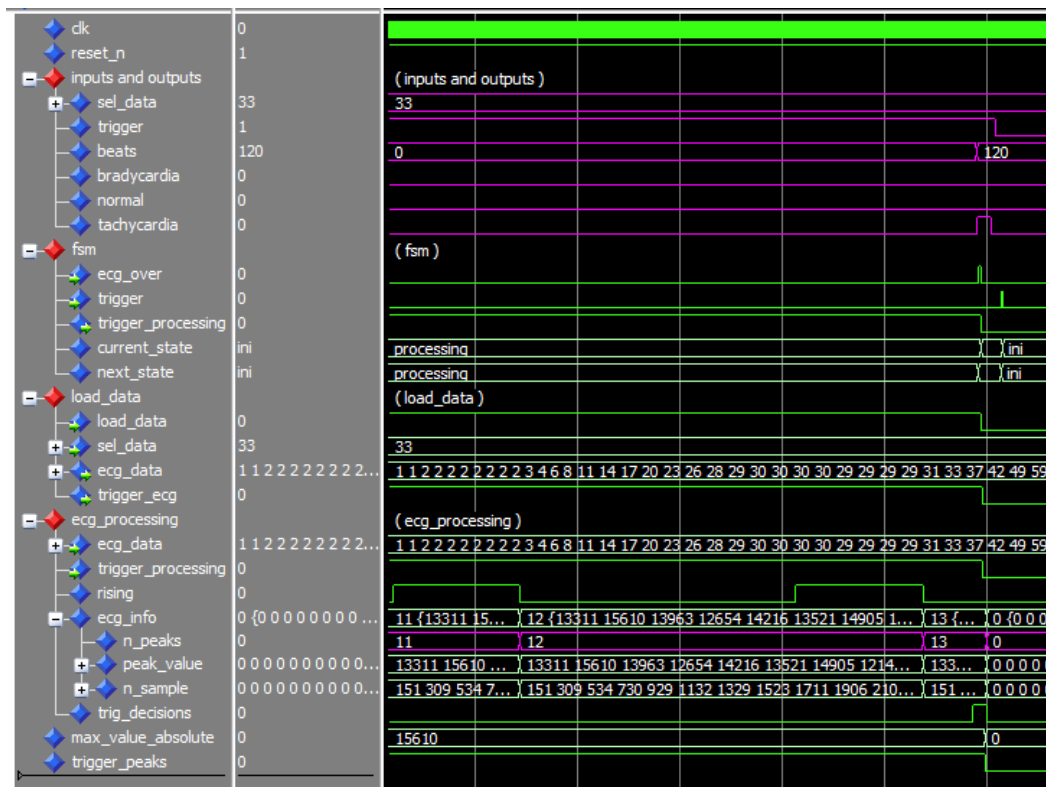 clk 0
reset_n 1
inputs and outputs ( inputs and outputs )
sel_data 33 33
trigger 1
beats 120 0 120
bradycardia 0
normal 0
tachycardia 0
fsm ( fsm )
ecg_over 0
trigger 0
trigger_processing 0
current_state ini processing ini
next_state ini processing ini
load_data ( load_data )
load_data 0
sel_data 33 33
ecg_data 1 1 2 2 2 2 2 2 2 2 2... 1 1 2 2 2 2 2 2 2 2 2 3 4 6 8 11 14 17 20 23 26 28 29 30 30 30 30 29 29 29 29 31 33 37 42 49 59
trigger_ecg 0
ecg_processing ( ecg_processing )
ecg_data 1 1 2 2 2 2 2 2 2 2 2... 1 1 2 2 2 2 2 2 2 2 2 3 4 6 8 11 14 17 20 23 26 28 29 30 30 30 30 29 29 29 29 31 33 37 42 49 59
trigger_processing 0
rising 0
ecg_info 0 {0 0 0 0 0 0 0 0 ... 11 {13311 15... 12 {13311 15610 13963 12654 14216 13521 14905 1... 13 {... 0 {0 0 0
n_peaks 0 11 12 13 0
peak_value 0 0 0 0 0 0 0 0 0 0... 13311 15610 ... 13311 15610 13963 12654 14216 13521 14905 1214... 133... 0 0 0 0
n_sample 0 0 0 0 0 0 0 0 0 0... 151 309 534 7... 151 309 534 730 929 1132 1329 1523 1711 1906 210... 151 ... 0 0 0 0
trig_decisions 0
max_value_absolute 0 15610 0
trigger_peaks 0